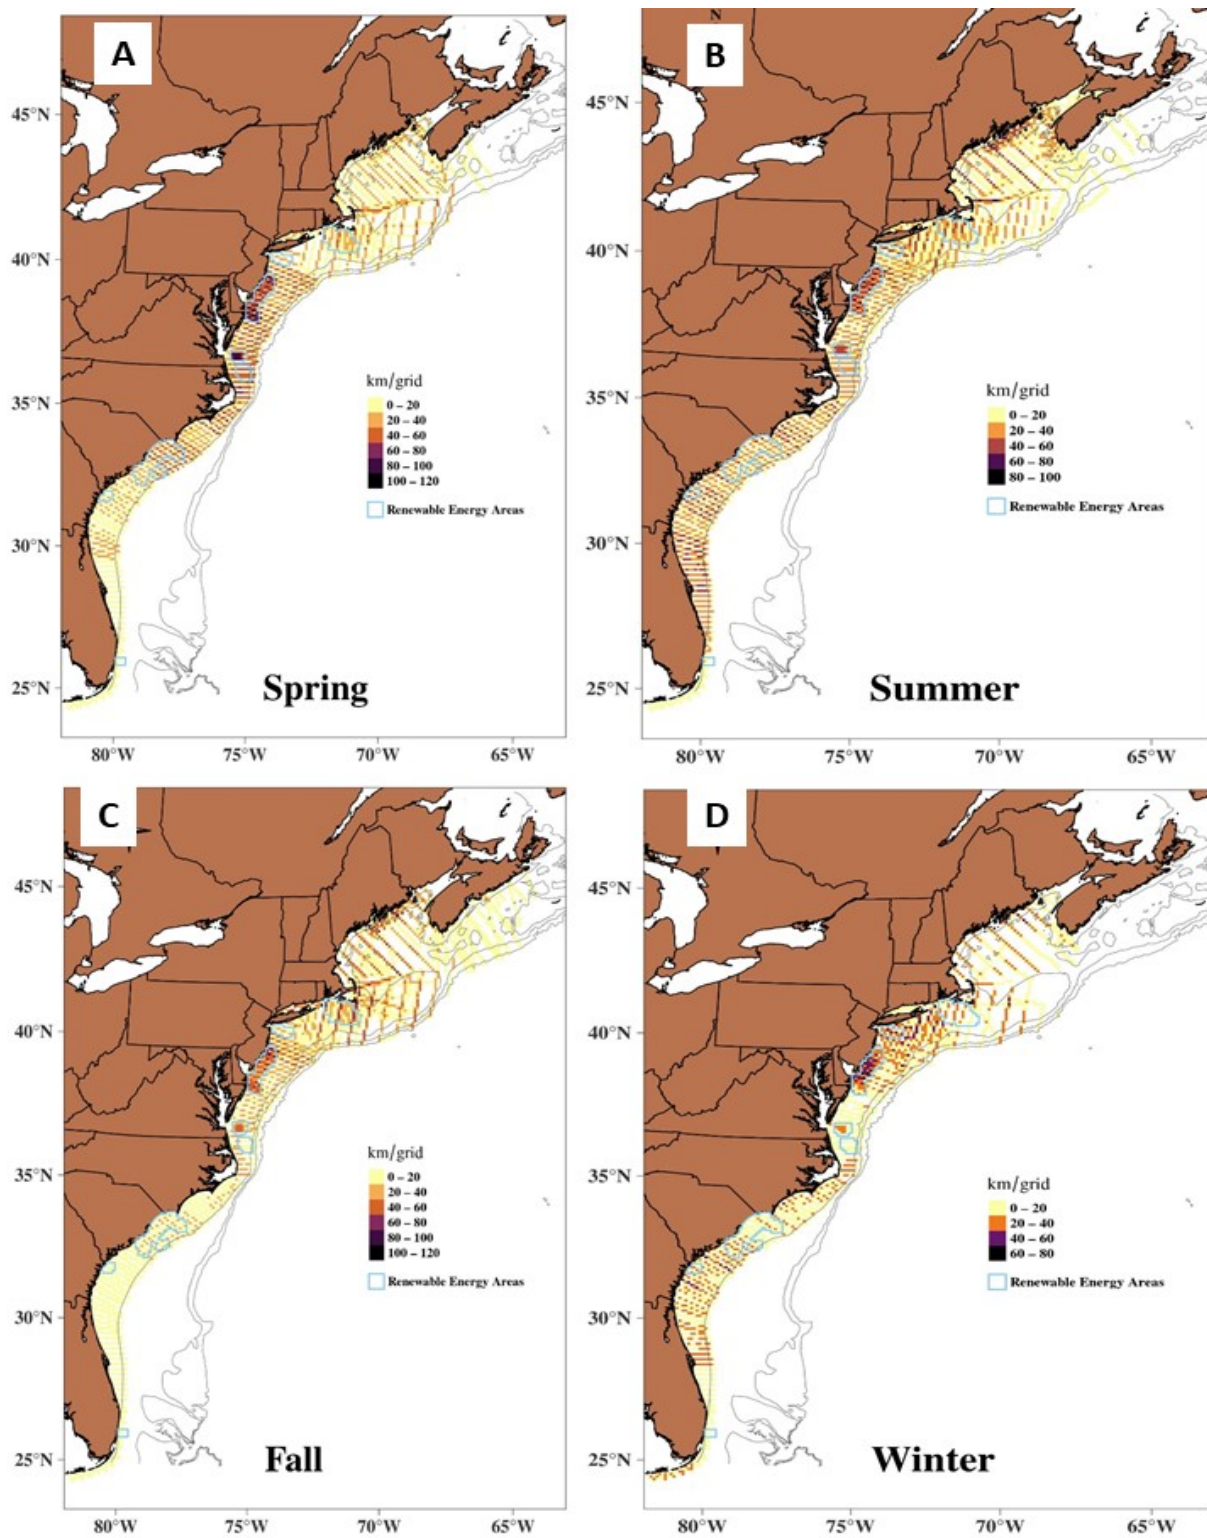 A
45°N
40°N
35°N
30°N
25°N
km/grid
0 – 20
20 – 40
40 – 60
60 – 80
80 – 100
100 – 120
Renewable Energy Areas
Spring
80°W 75°W 70°W 65°W
N
B
45°N
40°N
35°N
30°N
25°N
km/grid
0 – 20
20 – 40
40 – 60
60 – 80
80 – 100
Renewable Energy Areas
Summer
80°W 75°W 70°W 65°W
C
45°N
40°N
35°N
30°N
25°N
km/grid
0 – 20
20 – 40
40 – 60
60 – 80
80 – 100
100 – 120
Renewable Energy Areas
Fall
80°W 75°W 70°W 65°W
D
45°N
40°N
35°N
30°N
25°N
km/grid
0 – 20
20 – 40
40 – 60
60 – 80
Renewable Energy Areas
Winter
80°W 75°W 70°W 65°W